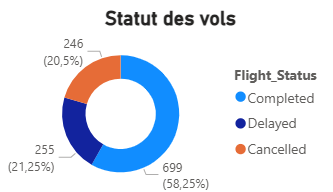 Statut des vols
246
(20,5%)
Flight_Status
Completed
Delayed
Cancelled
255
(21,25%)
699
(58,25%)